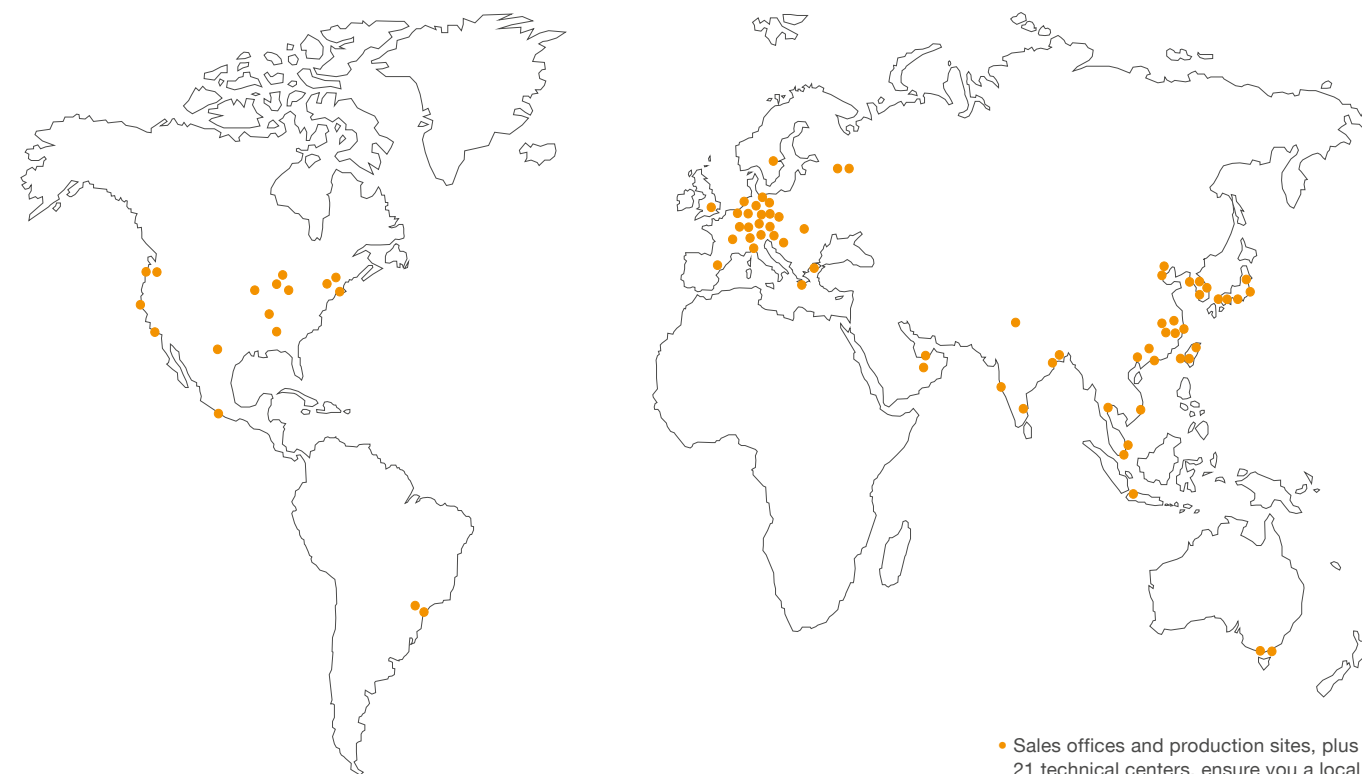 • Sales offices and production sites, plus
21 technical centers, ensure you a local